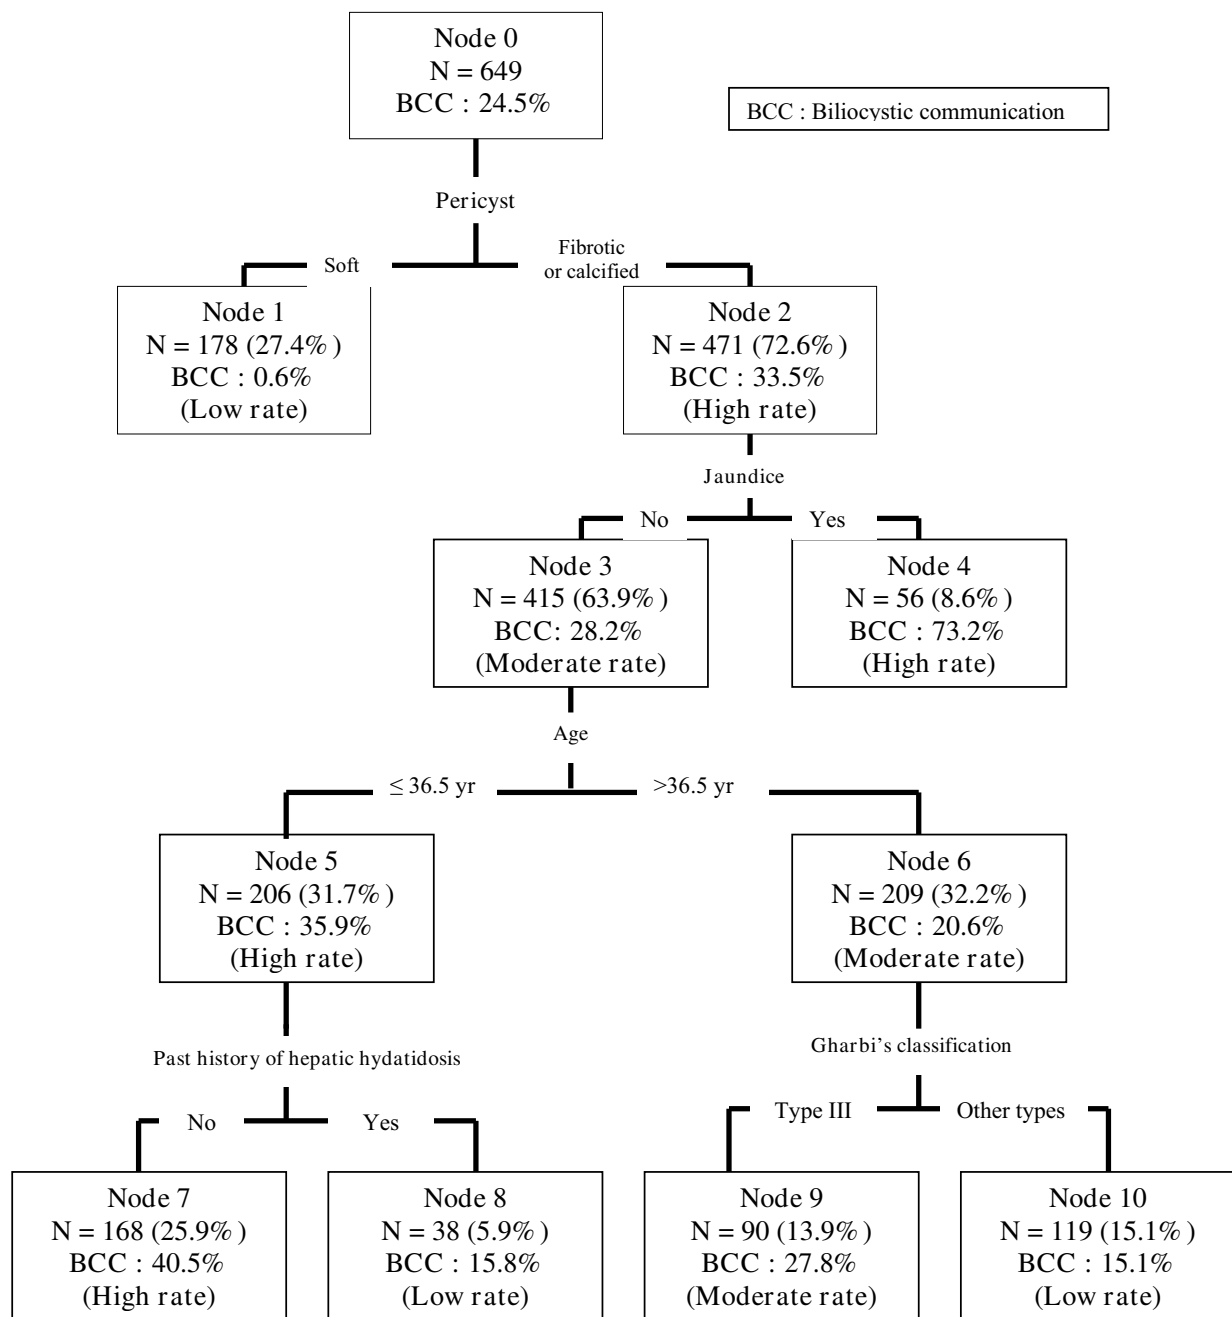 Node 0
N = 649
BCC : 24.5%
BCC : Biliocystic communication
Pericyst
Soft
Fibrotic
or calcified
Node 1
N = 178 (27.4%)
BCC : 0.6%
(Low rate)
Node 2
N = 471 (72.6%)
BCC : 33.5%
(High rate)
Jaundice
No
Yes
Node 3
N = 415 (63.9%)
BCC: 28.2%
(Moderate rate)
Node 4
N = 56 (8.6%)
BCC : 73.2%
(High rate)
Age
≤ 36.5 yr
>36.5 yr
Node 5
N = 206 (31.7%)
BCC : 35.9%
(High rate)
Node 6
N = 209 (32.2%)
BCC : 20.6%
(Moderate rate)
Past history of hepatic hydatidosis
Gharbi’s classification
No
Yes
Type III
Other types
Node 7
N = 168 (25.9%)
BCC : 40.5%
(High rate)
Node 8
N = 38 (5.9%)
BCC : 15.8%
(Low rate)
Node 9
N = 90 (13.9%)
BCC : 27.8%
(Moderate rate)
Node 10
N = 119 (15.1%)
BCC : 15.1%
(Low rate)